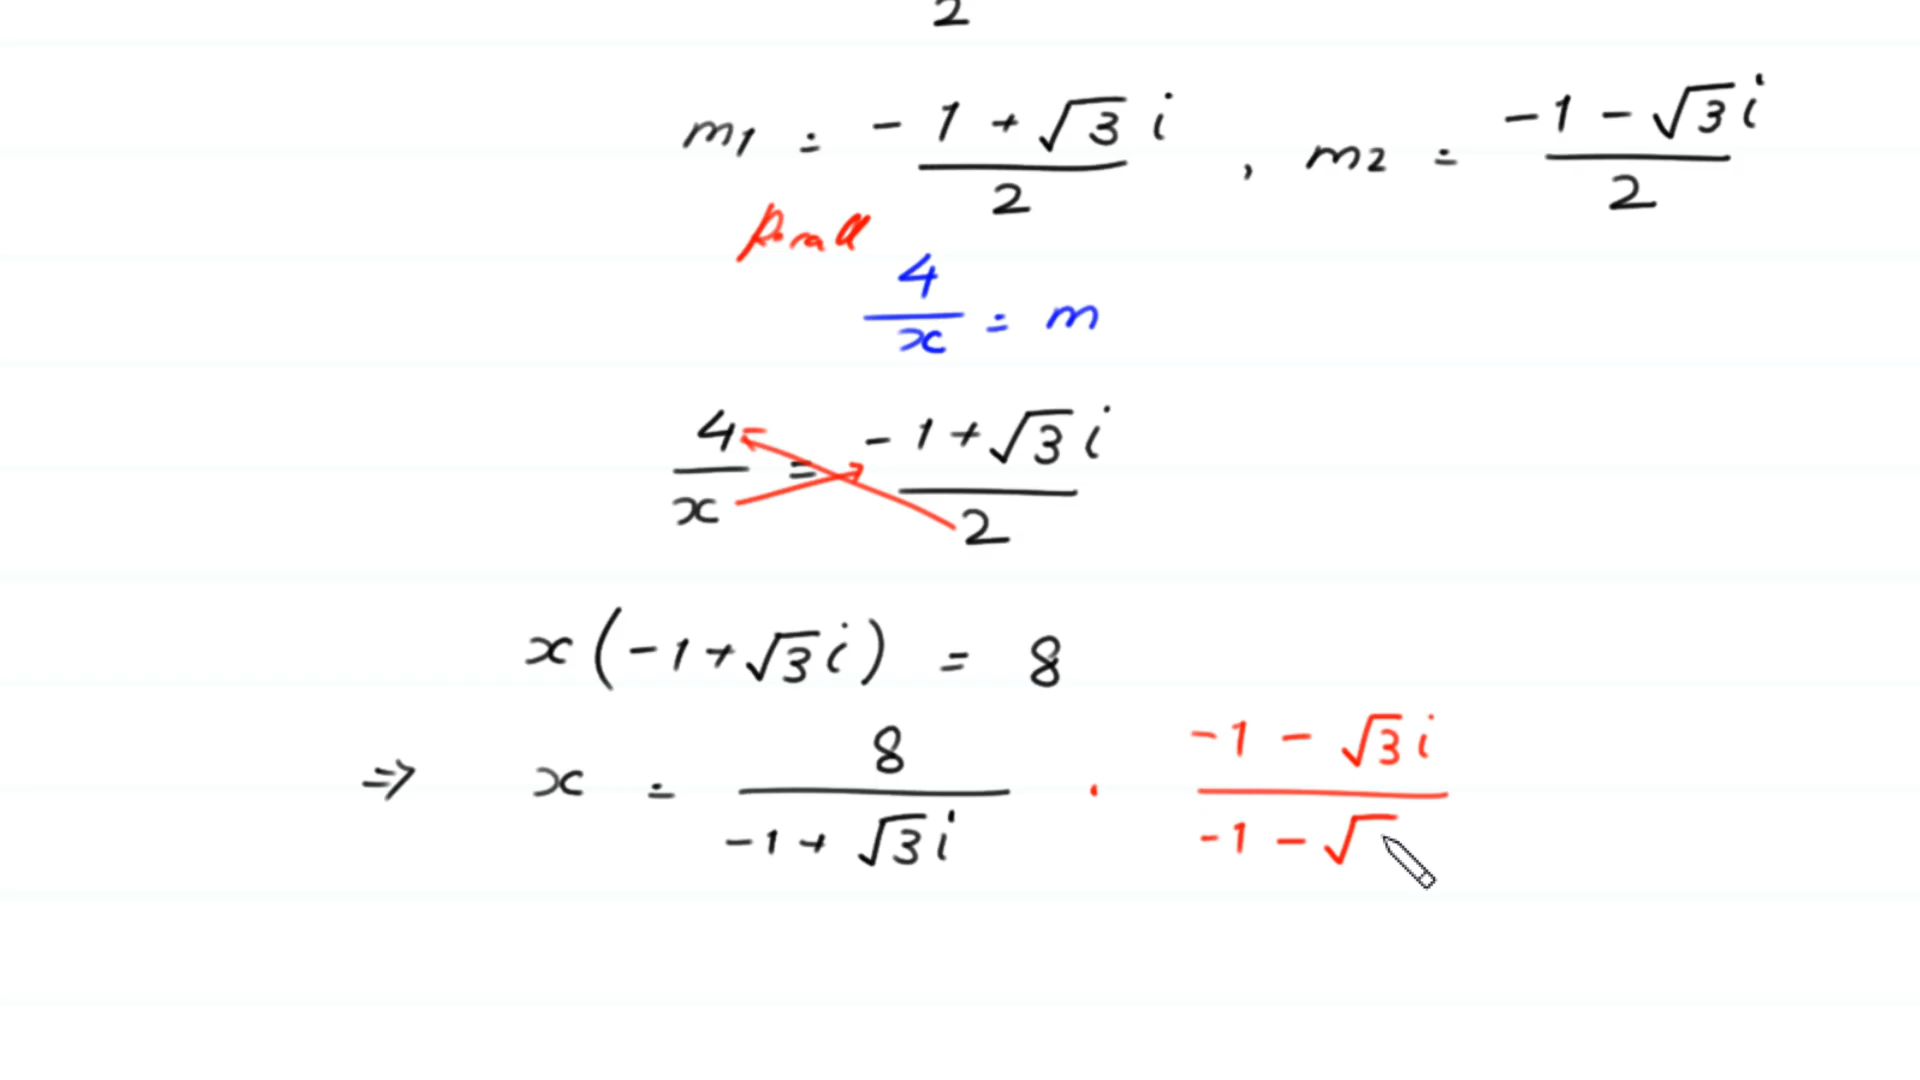 2
m1 = -1 + √3 i / 2 , m2 = -1 - √3 i / 2
4/x = m
4/x = -1 + √3 i / 2
x(-1 + √3 i) = 8
⇒ x = 8 / -1 + √3 i · -1 - √3 i / -1 - √